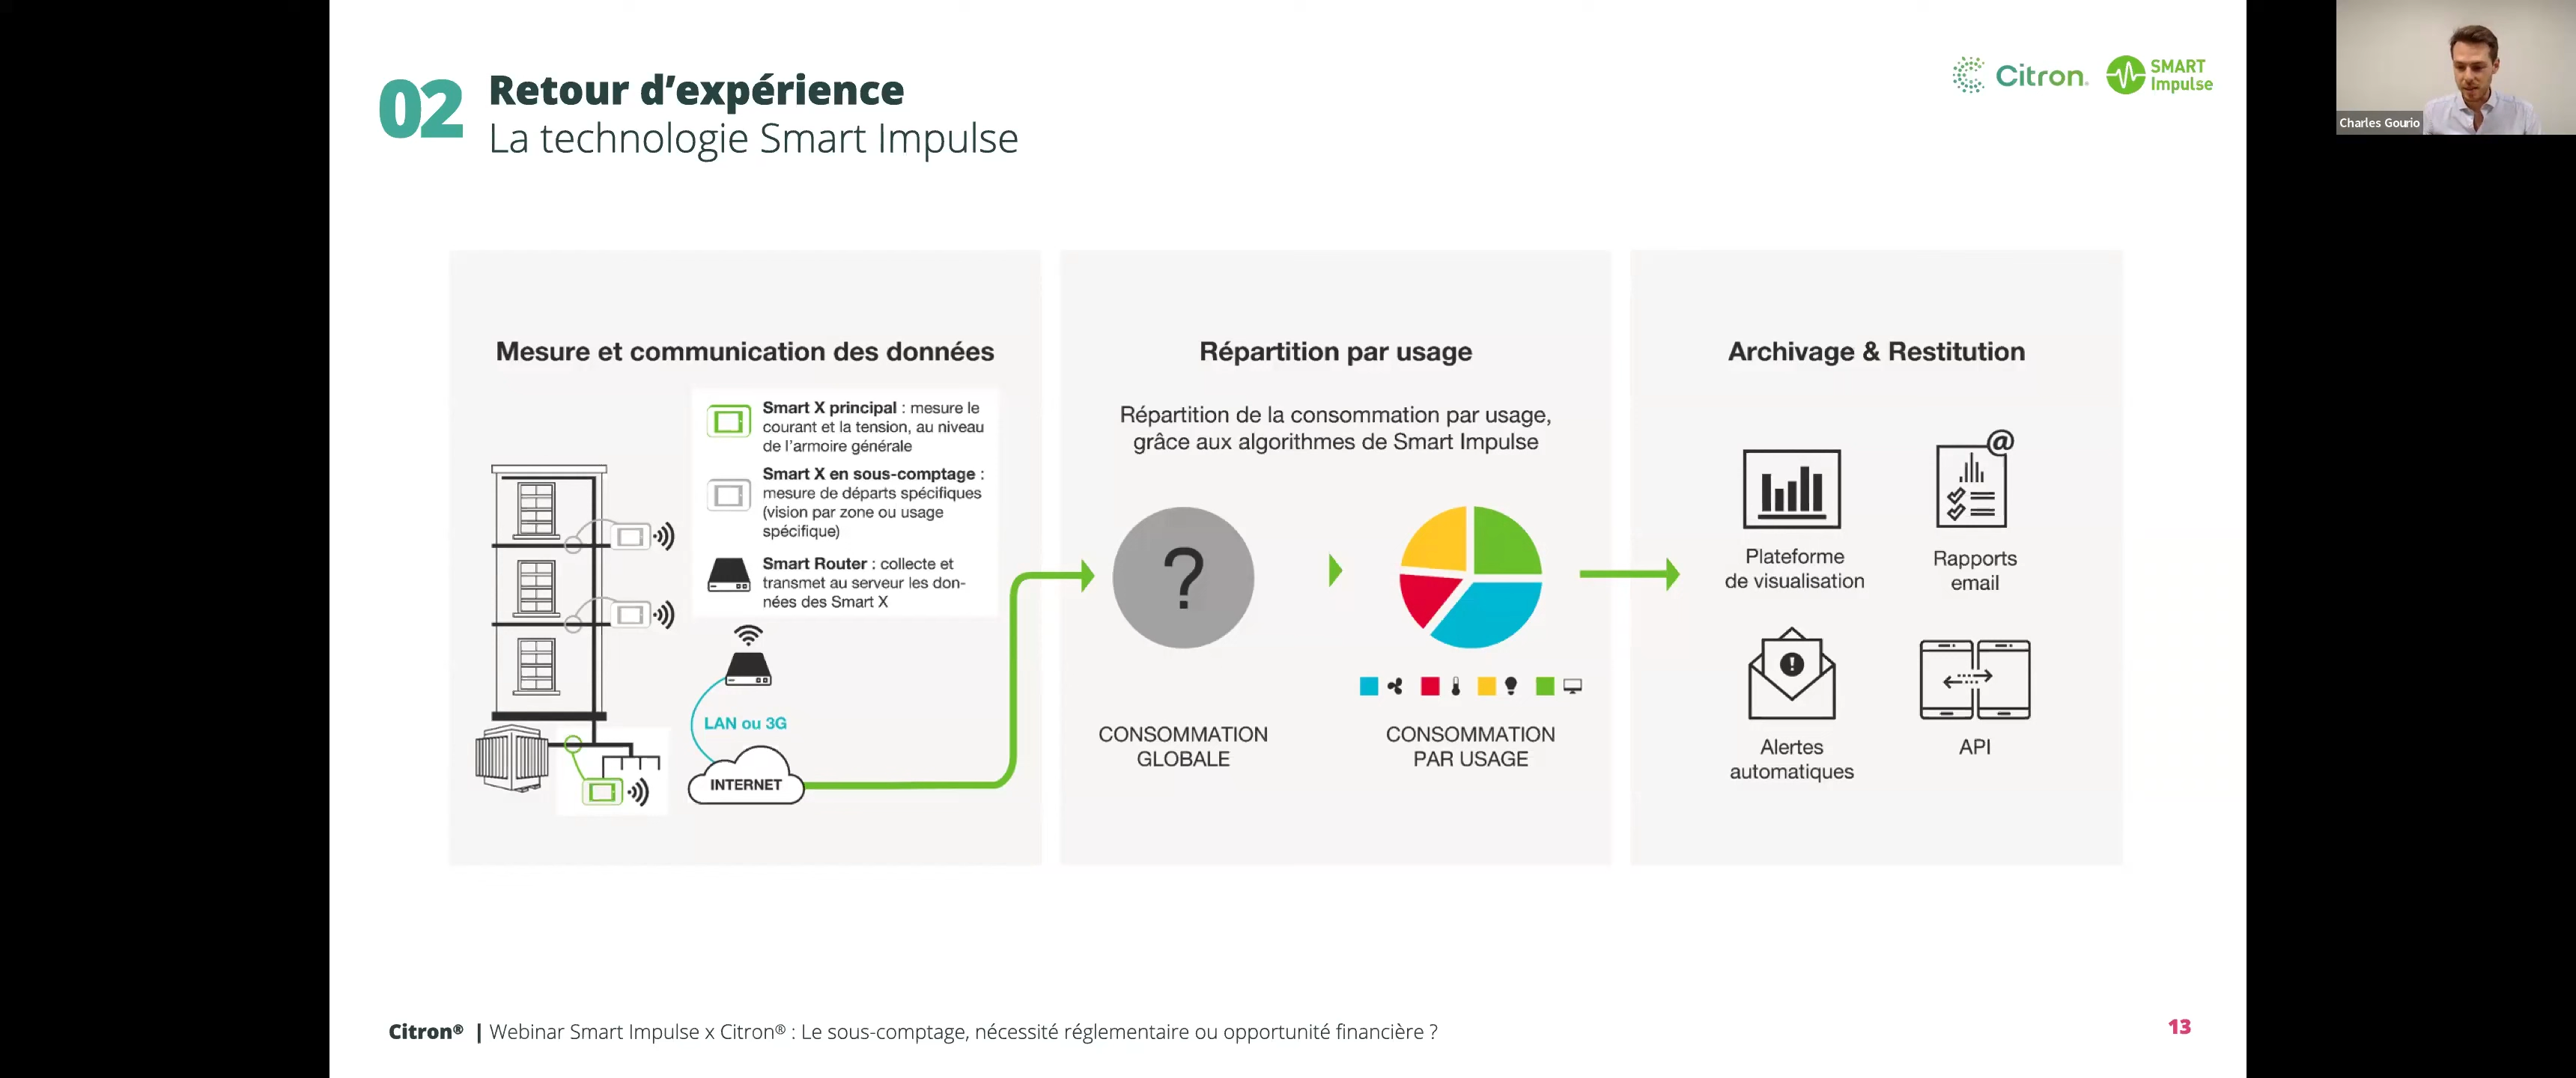 02
Retour d’expérience
La technologie Smart Impulse
Citron®
SMART
Impulse
Charles Gourio
Mesure et communication des données
Smart X principal : mesure le
courant et la tension, au niveau
de l’armoire générale
Smart X en sous-comptage :
mesure de départs spécifiques
(vision par zone ou usage
spécifique)
Smart Router : collecte et
transmet au serveur les don-
nées des Smart X
LAN ou 3G
INTERNET
Répartition par usage
Répartition de la consommation par usage,
grâce aux algorithmes de Smart Impulse
?
CONSOMMATION
GLOBALE
CONSOMMATION
PAR USAGE
Archivage & Restitution
@
Plateforme
de visualisation
Rapports
email
!
Alertes
automatiques
API
Citron® | Webinar Smart Impulse x Citron® : Le sous-comptage, nécessité réglementaire ou opportunité financière ?
13